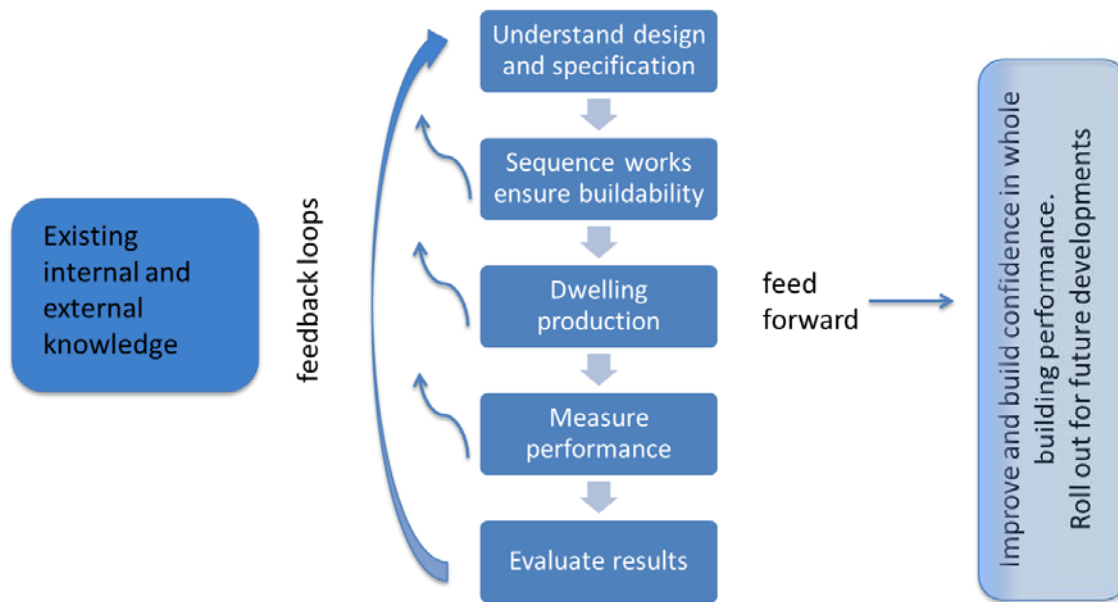 Existing
internal and
external
knowledge
feedback loops
Understand design
and specification
Sequence works
ensure buildability
Dwelling
production
Measure
performance
Evaluate results
feed
forward
Improve and build confidence in whole
building performance.
Roll out for future developments